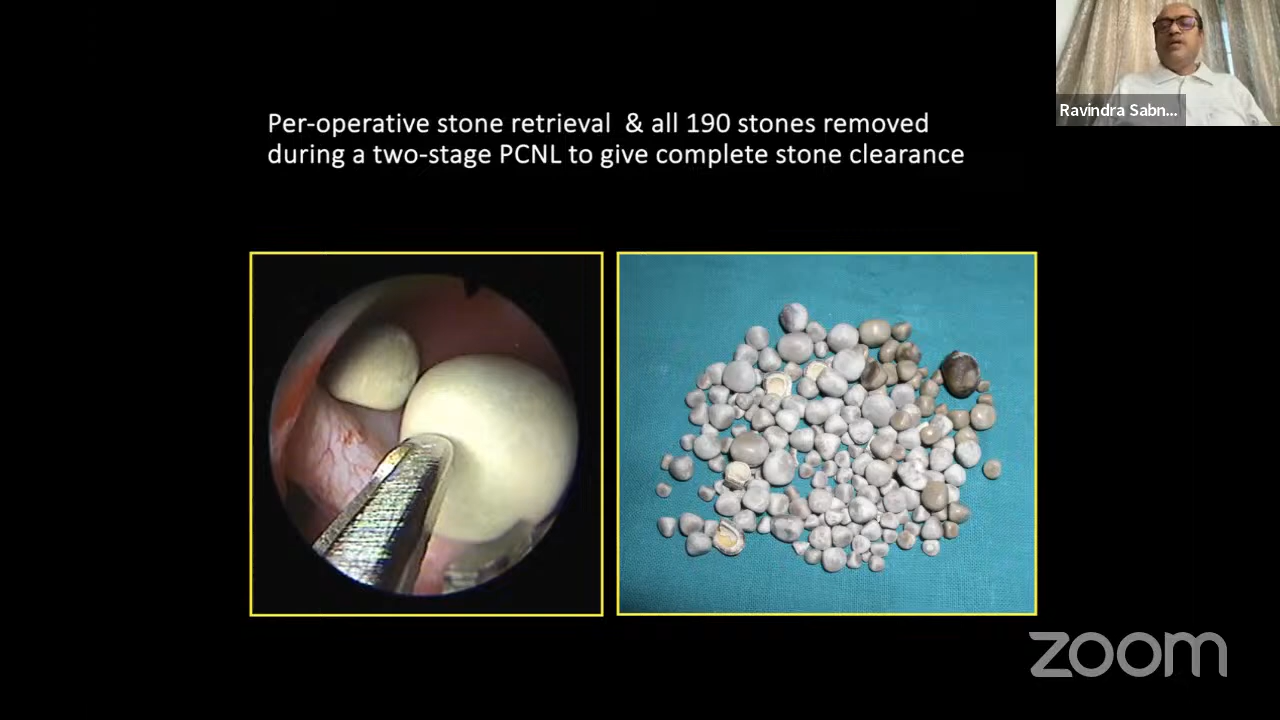 Ravindra Sabn...
Per-operative stone retrieval & all 190 stones removed
during a two-stage PCNL to give complete stone clearance
zoom